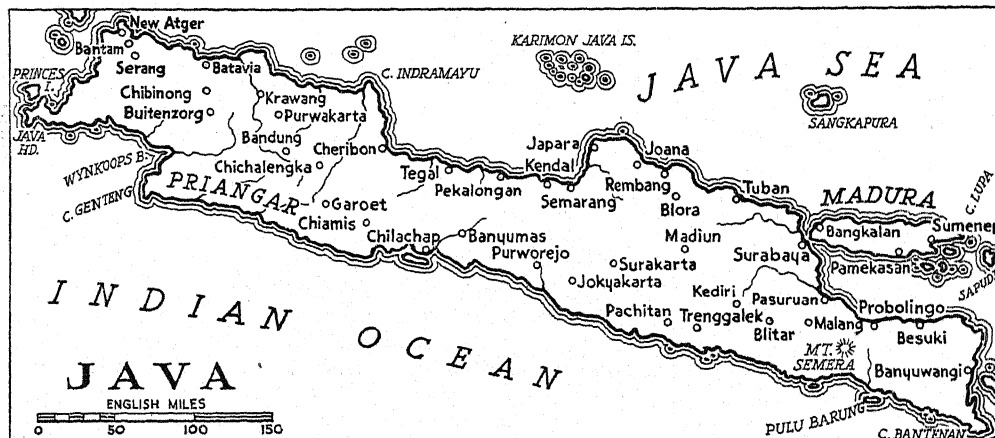 New Atger
Bantam
Serang
PRINCES
I.
Batavia
Chibinong
Buitenzorg
Krawang
Purwakarta
Bandung
Cheribon
Chichalengka
JAVA
HD.
WYNKOOPS B.
C. GENTENG
PRIANGAR
Garoet
Chiamis
Chilachap
C. INDRAMAYU
KARIMON JAVA IS.
JAVA SEA
SANGKAPURA
Japara
Joana
Kendal
Tegal
Pekalongan
Semarang
Rembang
Blora
Tuban
MADURA
C. LUPA
Bangkalan
Sumenep
Pamekasan
SAPUDI
Banyumas
Purworejo
Madiun
Surabaya
Surakarta
Jokyakarta
Kediri
Pasuruan
Probolingo
Pachitan
Trenggalek
Blitar
Malang
Besuki
MT.
SEMERA
Banyuwangi
PULU BARUNG
C. BANTENAN
INDIAN OCEAN
JAVA
ENGLISH MILES
0 50 100 150